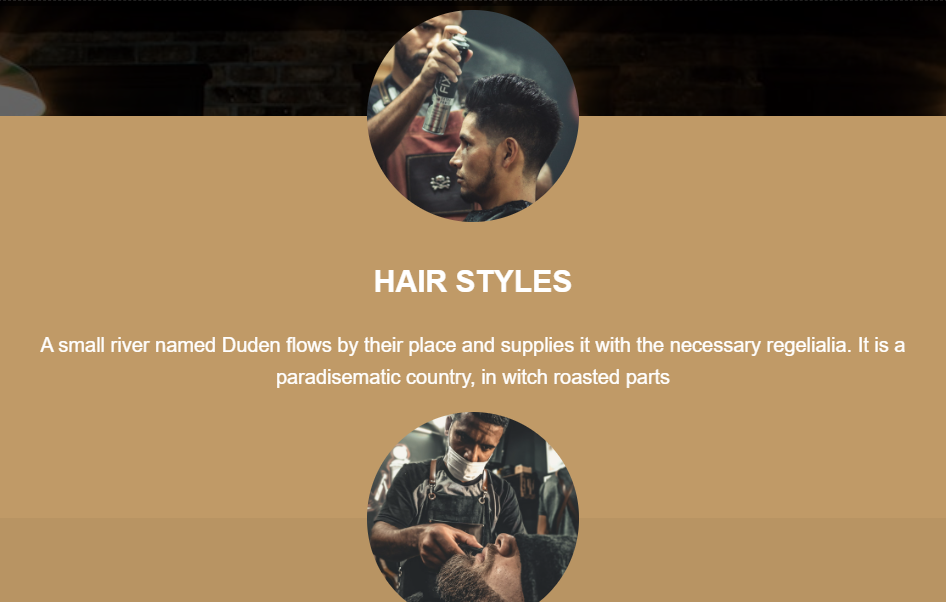 FIX
HAIR STYLES
A small river named Duden flows by their place and supplies it with the necessary regelialia. It is a
paradisematic country, in witch roasted parts